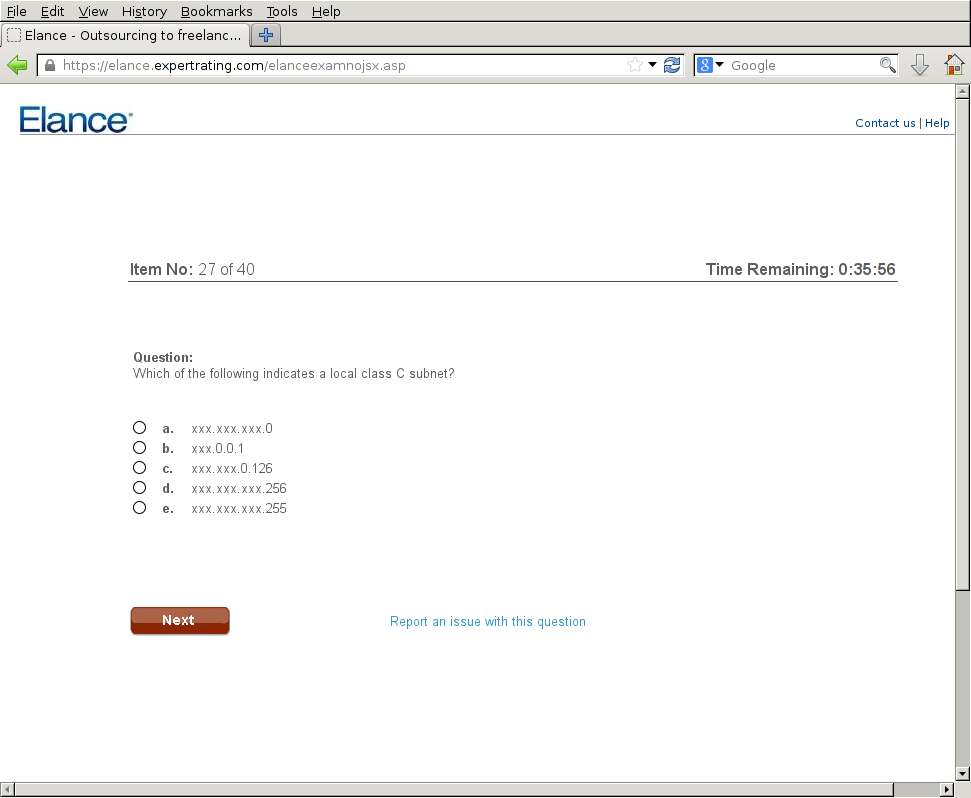 File Edit View History Bookmarks Tools Help
Elance - Outsourcing to freelanc...
https://elance.expertrating.com/elanceexamnojsx.asp
8 Google
Elance
Contact us | Help
Item No: 27 of 40
Time Remaining: 0:35:56
Question:
Which of the following indicates a local class C subnet?
a. xxx.xxx.xxx.0
b. xxx.0.0.1
c. xxx.xxx.0.126
d. xxx.xxx.xxx.256
e. xxx.xxx.xxx.255
Next
Report an issue with this question